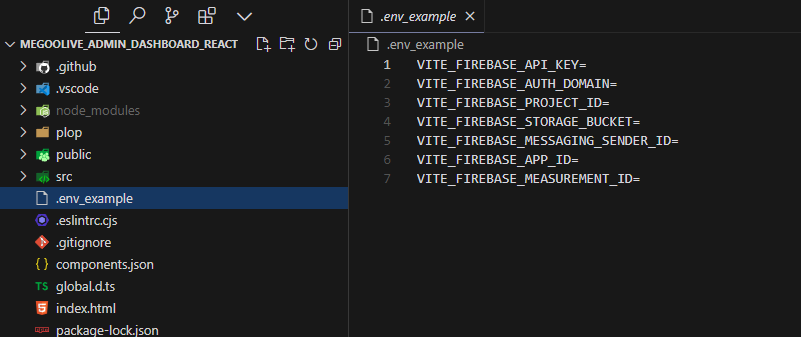 MEGOOLIVE_ADMIN_DASHBOARD_REACT
.github
.vscode
node_modules
plop
public
src
.env_example
.eslintrc.cjs
.gitignore
{ } components.json
TS global.d.ts
index.html
package-lock.json
.env_example
.env_example
1 VITE_FIREBASE_API_KEY=
2 VITE_FIREBASE_AUTH_DOMAIN=
3 VITE_FIREBASE_PROJECT_ID=
4 VITE_FIREBASE_STORAGE_BUCKET=
5 VITE_FIREBASE_MESSAGING_SENDER_ID=
6 VITE_FIREBASE_APP_ID=
7 VITE_FIREBASE_MEASUREMENT_ID=